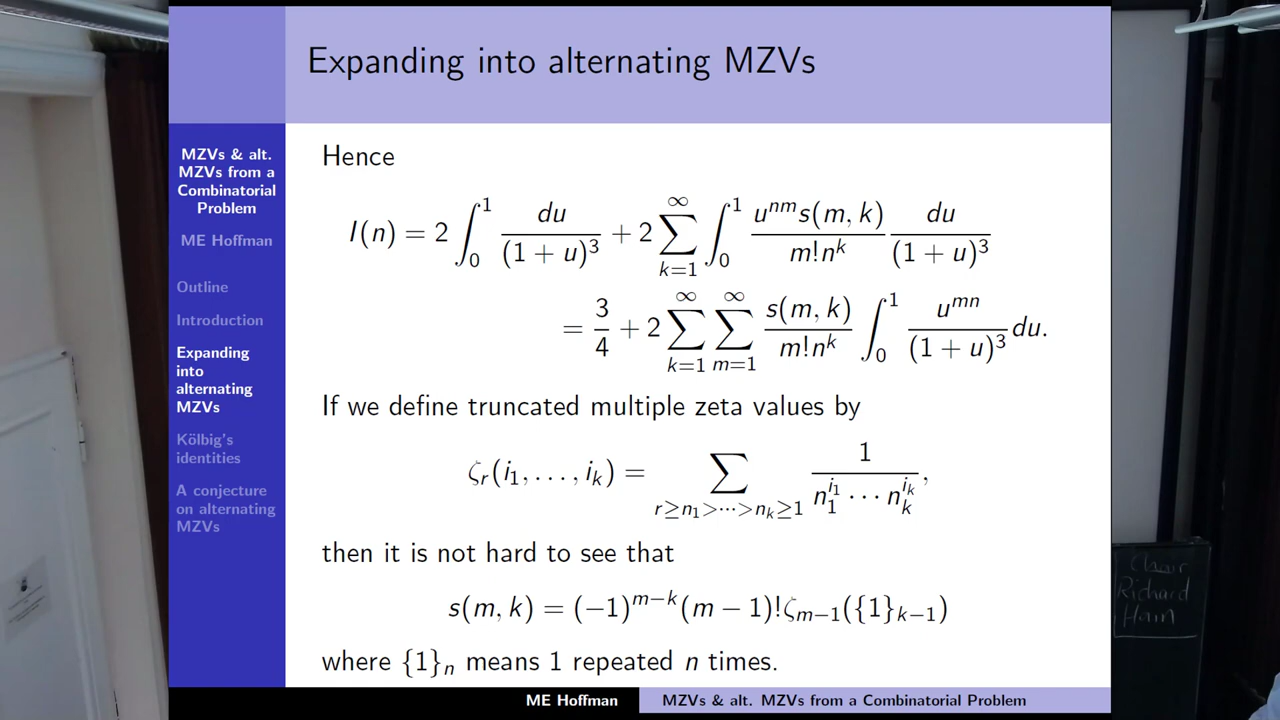 Expanding into alternating MZVs
MZVs & alt.
MZVs from a
Combinatorial
Problem
ME Hoffman
Outline
Introduction
Expanding
into
alternating
MZVs
Kölbig's
identities
A conjecture
on alternating
MZVs
Hence
I(n) = 2 ∫_0^1 du/(1 + u)^3 + 2 ∑_{k=1}^∞ ∫_0^1 u^{nm}s(m, k)/m!n^k du/(1 + u)^3
= 3/4 + 2 ∑_{k=1}^∞ ∑_{m=1}^∞ s(m, k)/m!n^k ∫_0^1 u^{mn}/(1 + u)^3 du.
If we define truncated multiple zeta values by
ζ_r(i_1, . . . , i_k) = ∑_{r≥n_1>···>n_k≥1} 1/n_1^{i_1} ··· n_k^{i_k},
then it is not hard to see that
s(m, k) = (−1)^{m−k}(m − 1)!ζ_{m−1}({1}_{k−1})
where {1}_n means 1 repeated n times.
ME Hoffman
MZVs & alt. MZVs from a Combinatorial Problem
Chair
Richard
Hain